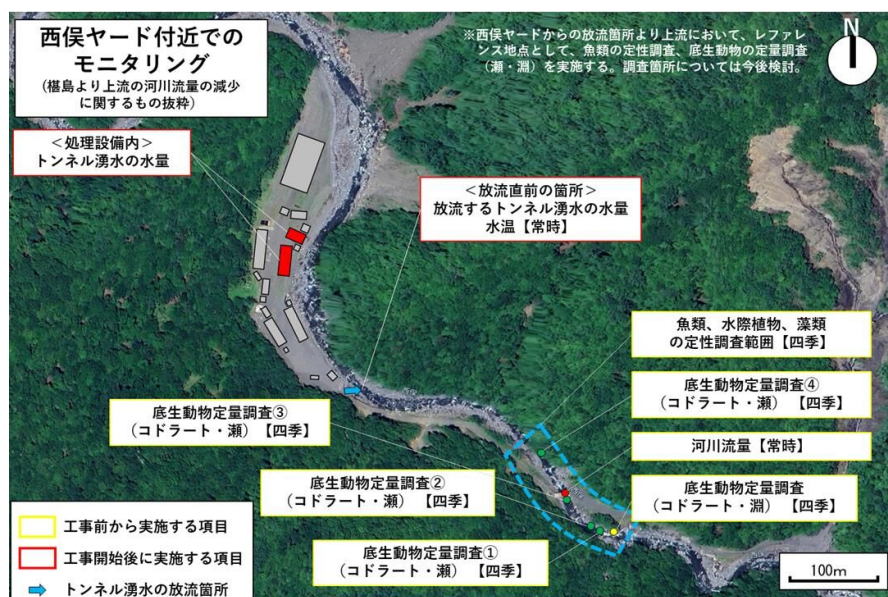 西俣ヤード付近での
モニタリング
(椹島より上流の河川流量の減少
に関するもの抜粋)
※西俣ヤードからの放流箇所より上流において、レファレ
ンス地点として、魚類の定性調査、底生動物の定量調査
(瀬・淵)を実施する。調査箇所については今後検討。
N
<処理設備内>
トンネル湧水の水量
<放流直前の箇所>
放流するトンネル湧水の水量
水温【常時】
魚類、水際植物、藻類
の定性調査範囲【四季】
底生動物定量調査④
(コドラート・瀬) 【四季】
底生動物定量調査③
(コドラート・瀬) 【四季】
河川流量【常時】
底生動物定量調査②
(コドラート・瀬) 【四季】
底生動物定量調査
(コドラート・淵) 【四季】
底生動物定量調査①
(コドラート・瀬) 【四季】
工事前から実施する項目
工事開始後に実施する項目
トンネル湧水の放流箇所
100m